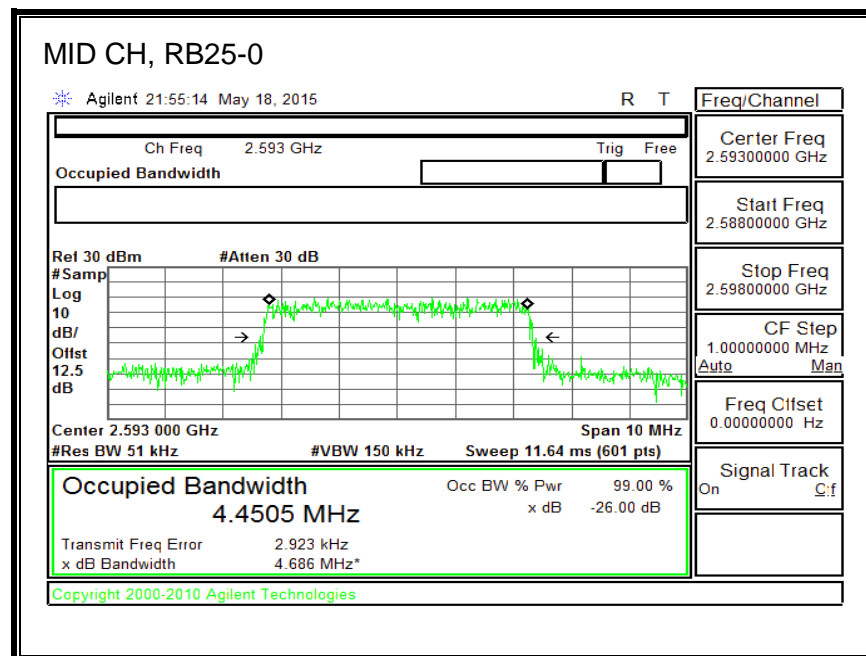 MID CH, RB25-0
Agilent 21:55:14 May 18, 2015 R T
Freq/Channel
Ch Freq 2.593 GHz Trig Free
Occupied Bandwidth
Center Freq
2.59300000 GHz
Start Freq
2.58800000 GHz
Stop Freq
2.59800000 GHz
CF Step
1.00000000 MHz
Auto Man
Freq Offset
0.00000000 Hz
Signal Track
On Off
Ref 30 dBm #Atten 30 dB
#Samp
Log
10
dB/
Offst
12.5
dB
Center 2.593 000 GHz Span 10 MHz
#Res BW 51 kHz #VBW 150 kHz Sweep 11.64 ms (601 pts)
Occupied Bandwidth Occ BW % Pwr 99.00 %
4.4505 MHz x dB -26.00 dB
Transmit Freq Error 2.923 kHz
x dB Bandwidth 4.686 MHz*
Copyright 2000-2010 Agilent Technologies